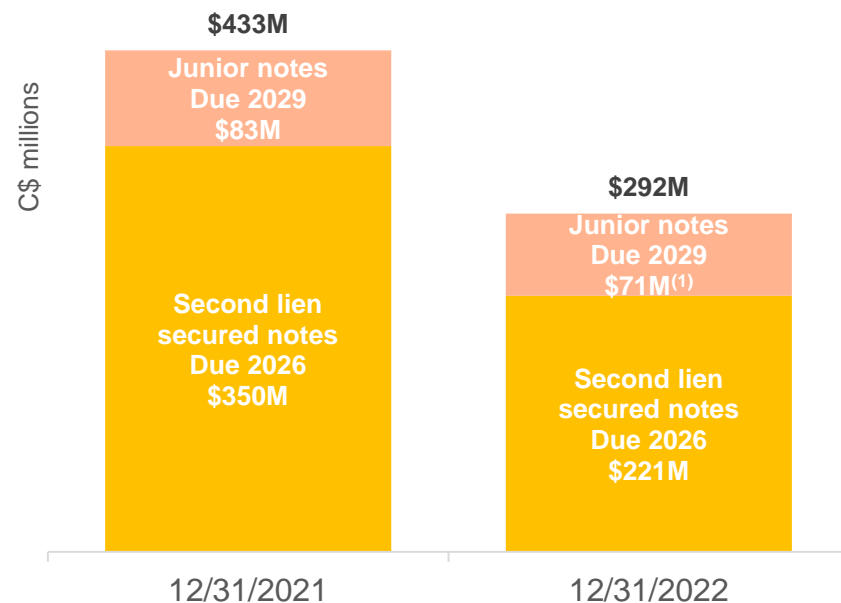 $433M
Junior notes
Due 2029
$83M
C$ millions
$292M
Junior notes
Due 2029
$71M(1)
Second lien
secured notes
Due 2026
$350M
Second lien
secured notes
Due 2026
$221M
12/31/2021
12/31/2022